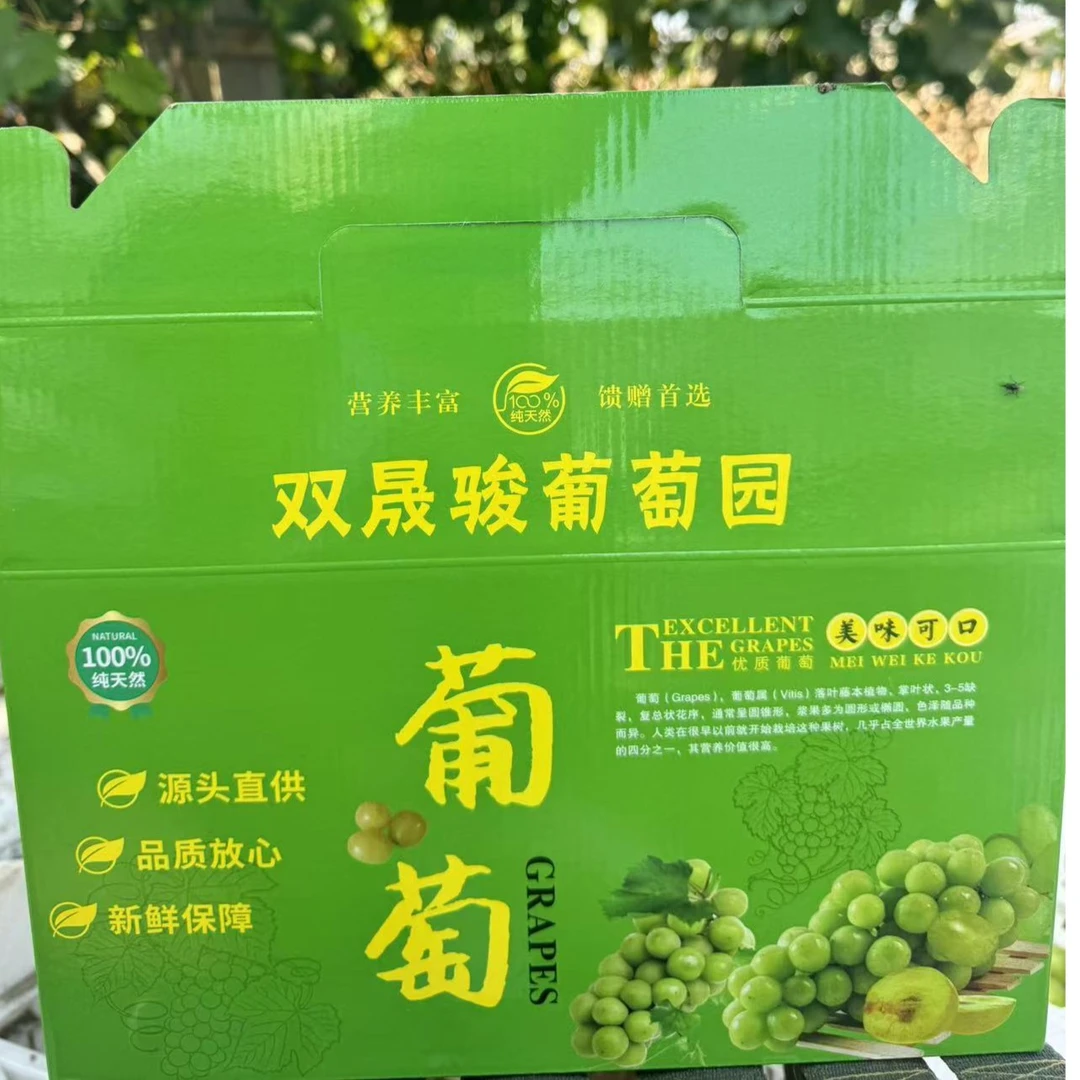 营养丰富
100%
纯天然
馈赠首选
双晟骏葡萄园
NATURAL
100%
纯天然
源头直供
品质放心
新鲜保障
葡萄
GRAPES
THE EXCELLENT GRAPES
优质葡萄
美味可口
MEI WEI KE KOU
葡萄（Grapes），葡萄属（Vitis）落叶藤本植物，掌叶状，3-5缺
裂，复总状花序，通常呈圆锥形，浆果多为圆形或椭圆，色泽随品种
而异。人类在很早以前就开始栽培这种果树，几乎占全世界水果产量
的四分之一，其营养价值很高。